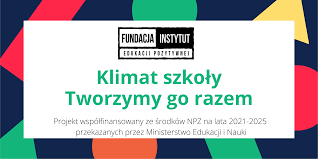 FUNDACJA INSTYTUT
EDUKACJI POZYTYWNEJ
Klimat szkoły
Tworzymy go razem
Projekt współfinansowany ze środków NPZ na lata 2021-2025
przekazanych przez Ministerstwo Edukacji i Nauki